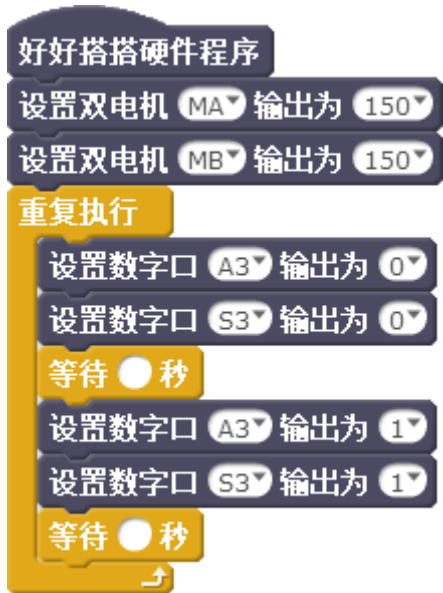 好好搭搭硬件程序
设置双电机 MA 输出为 150
设置双电机 MB 输出为 150
重复执行
设置数字口 A3 输出为 0
设置数字口 S3 输出为 0
等待 秒
设置数字口 A3 输出为 1
设置数字口 S3 输出为 1
等待 秒